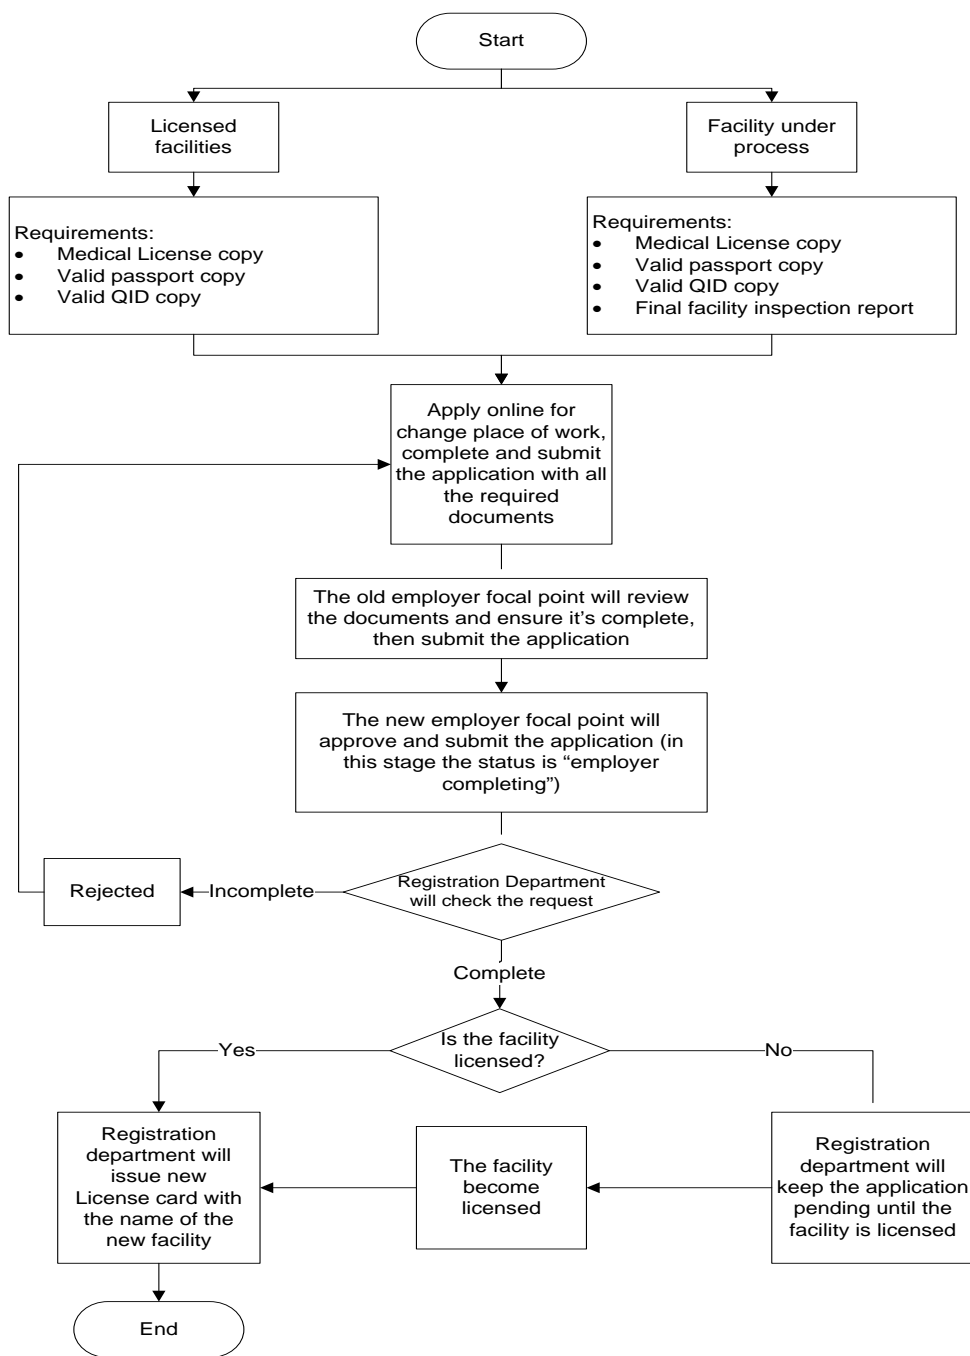 Start
Licensed
facilities
Facility under
process
Requirements:
• Medical License copy
• Valid passport copy
• Valid QID copy
Requirements:
• Medical License copy
• Valid passport copy
• Valid QID copy
• Final facility inspection report
Apply online for
change place of work,
complete and submit
the application with all
the required
documents
The old employer focal point will review
the documents and ensure it’s complete,
then submit the application
The new employer focal point will
approve and submit the application (in
this stage the status is “employer
completing”)
Registration Department
will check the request
Incomplete
Rejected
Complete
Is the facility
licensed?
Yes
No
Registration
department will
issue new
License card with
the name of the
new facility
The facility
become
licensed
Registration
department will
keep the application
pending until the
facility is licensed
End